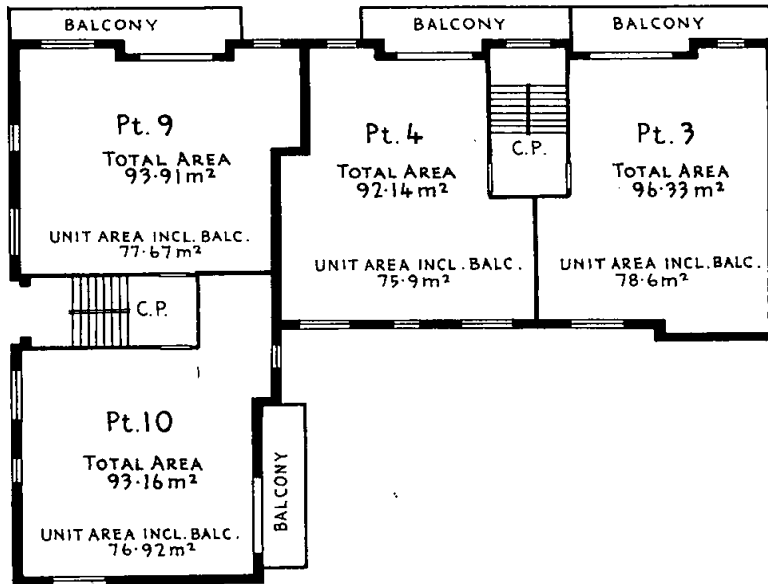 BALCONY
BALCONY
BALCONY
Pt. 9
TOTAL AREA
93.91m²
UNIT AREA INCL. BALC.
77.67m²
Pt. 4
TOTAL AREA
92.14m²
UNIT AREA INCL. BALC.
75.9m²
C.P.
Pt. 3
TOTAL AREA
96.33m²
UNIT AREA INCL. BALC.
78.6m²
C.P.
Pt.10
TOTAL AREA
93.16m²
UNIT AREA INCL. BALC.
76.92m²
BALCONY